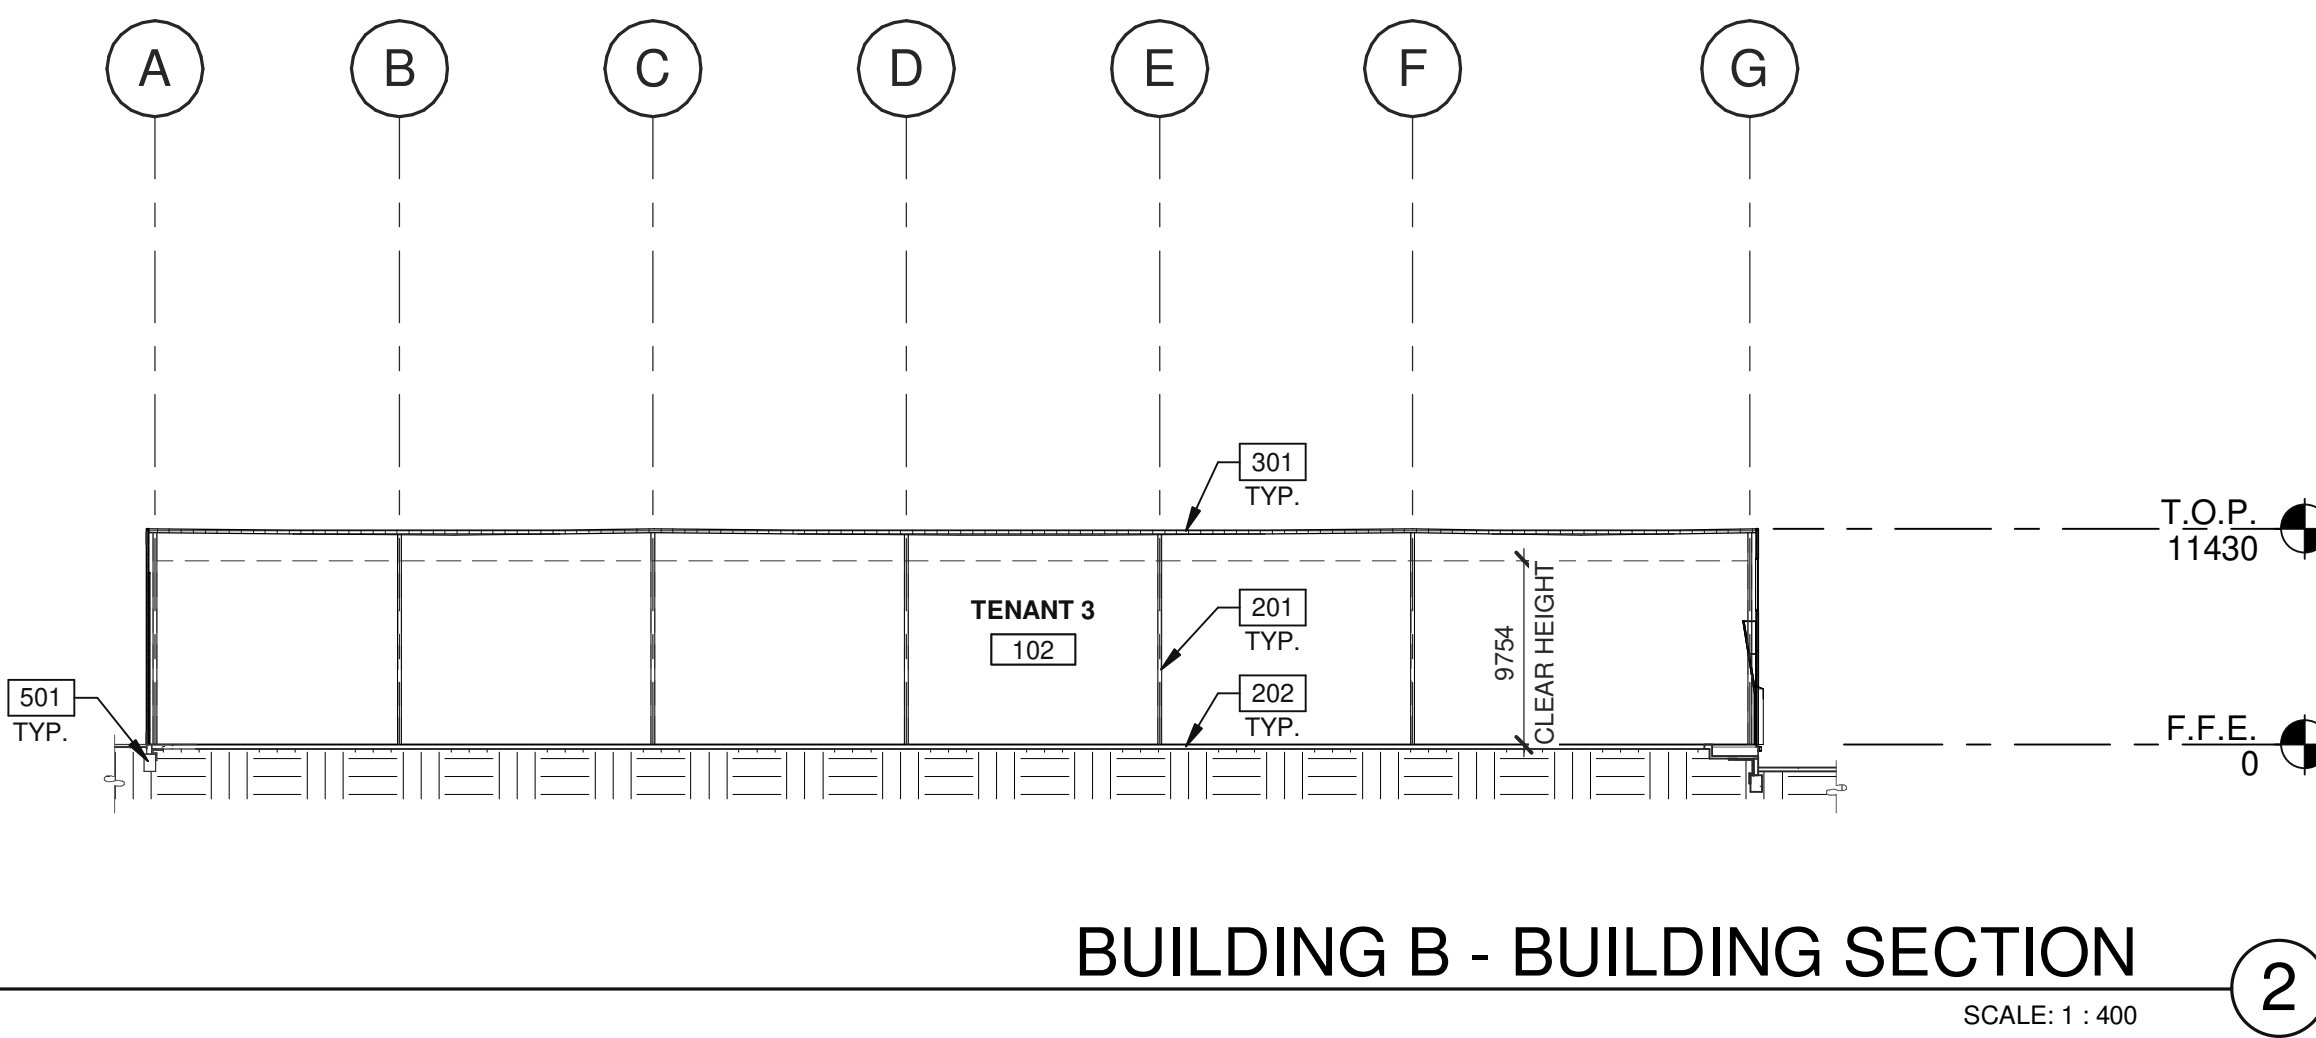 A B C D E F G
301
TYP.
T.O.P.
11430
TENANT 3
102
201
TYP.
9754
CLEAR HEIGHT
501
TYP.
202
TYP.
F.F.E.
0
BUILDING B - BUILDING SECTION
2
SCALE: 1 : 400